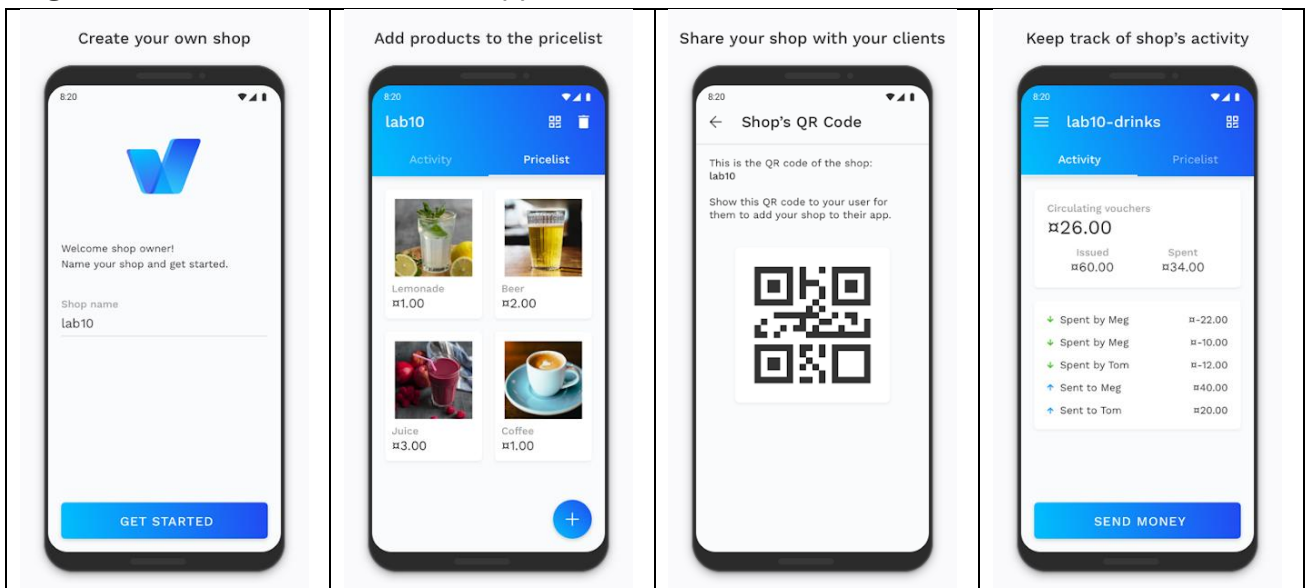 Create your own shop
8:20
Welcome shop owner!
Name your shop and get started.
Shop name
lab10
GET STARTED
Add products to the pricelist
8:20
lab10
Activity Pricelist
Lemonade Beer
¤1.00 ¤2.00
Juice Coffee
¤3.00 ¤1.00
+
Share your shop with your clients
8:20
Shop's QR Code
This is the QR code of the shop:
lab10
Show this QR code to your user for
them to add your shop to their app.
Keep track of shop's activity
8:20
lab10-drinks
Activity Pricelist
Circulating vouchers
¤26.00
Issued Spent
¤60.00 ¤34.00
Spent by Meg ¤-22.00
Spent by Meg ¤-10.00
Spent by Tom ¤-12.00
Sent to Meg ¤40.00
Sent to Tom ¤20.00
SEND MONEY